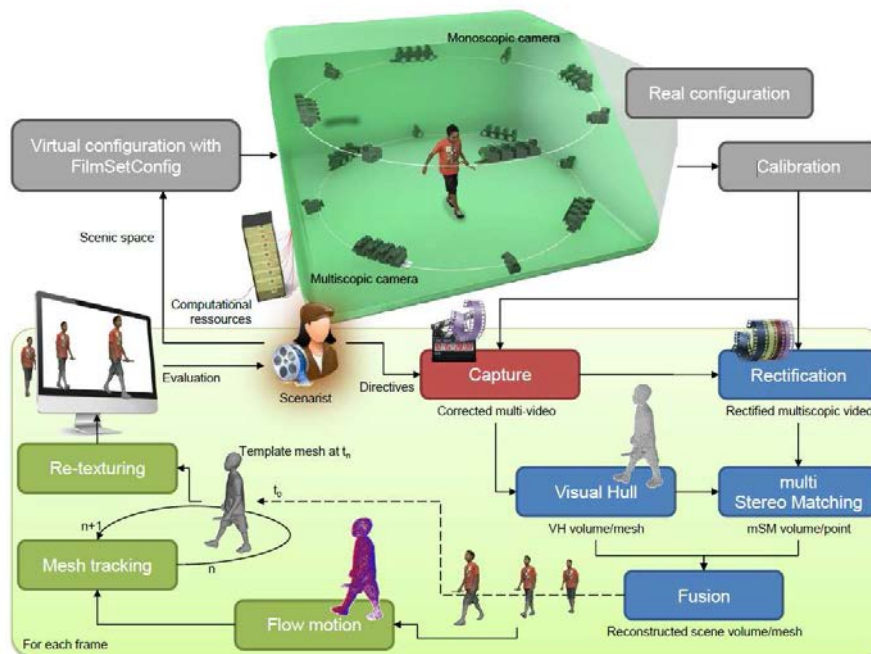 Monoscopic camera
Real configuration
Virtual configuration with
FilmSetConfig
Calibration
Scenic space
Multiscopic camera
Computational
ressources
Evaluation
Scenarist
Directives
Capture
Corrected multi-video
Rectification
Rectified multiscopic video
Re-texturing
Template mesh at tn
t0
Visual Hull
VH volume/mesh
multi
Stereo Matching
mSM volume/point
n+1
Mesh tracking
n
Flow motion
Fusion
Reconstructed scene volume/mesh
For each frame